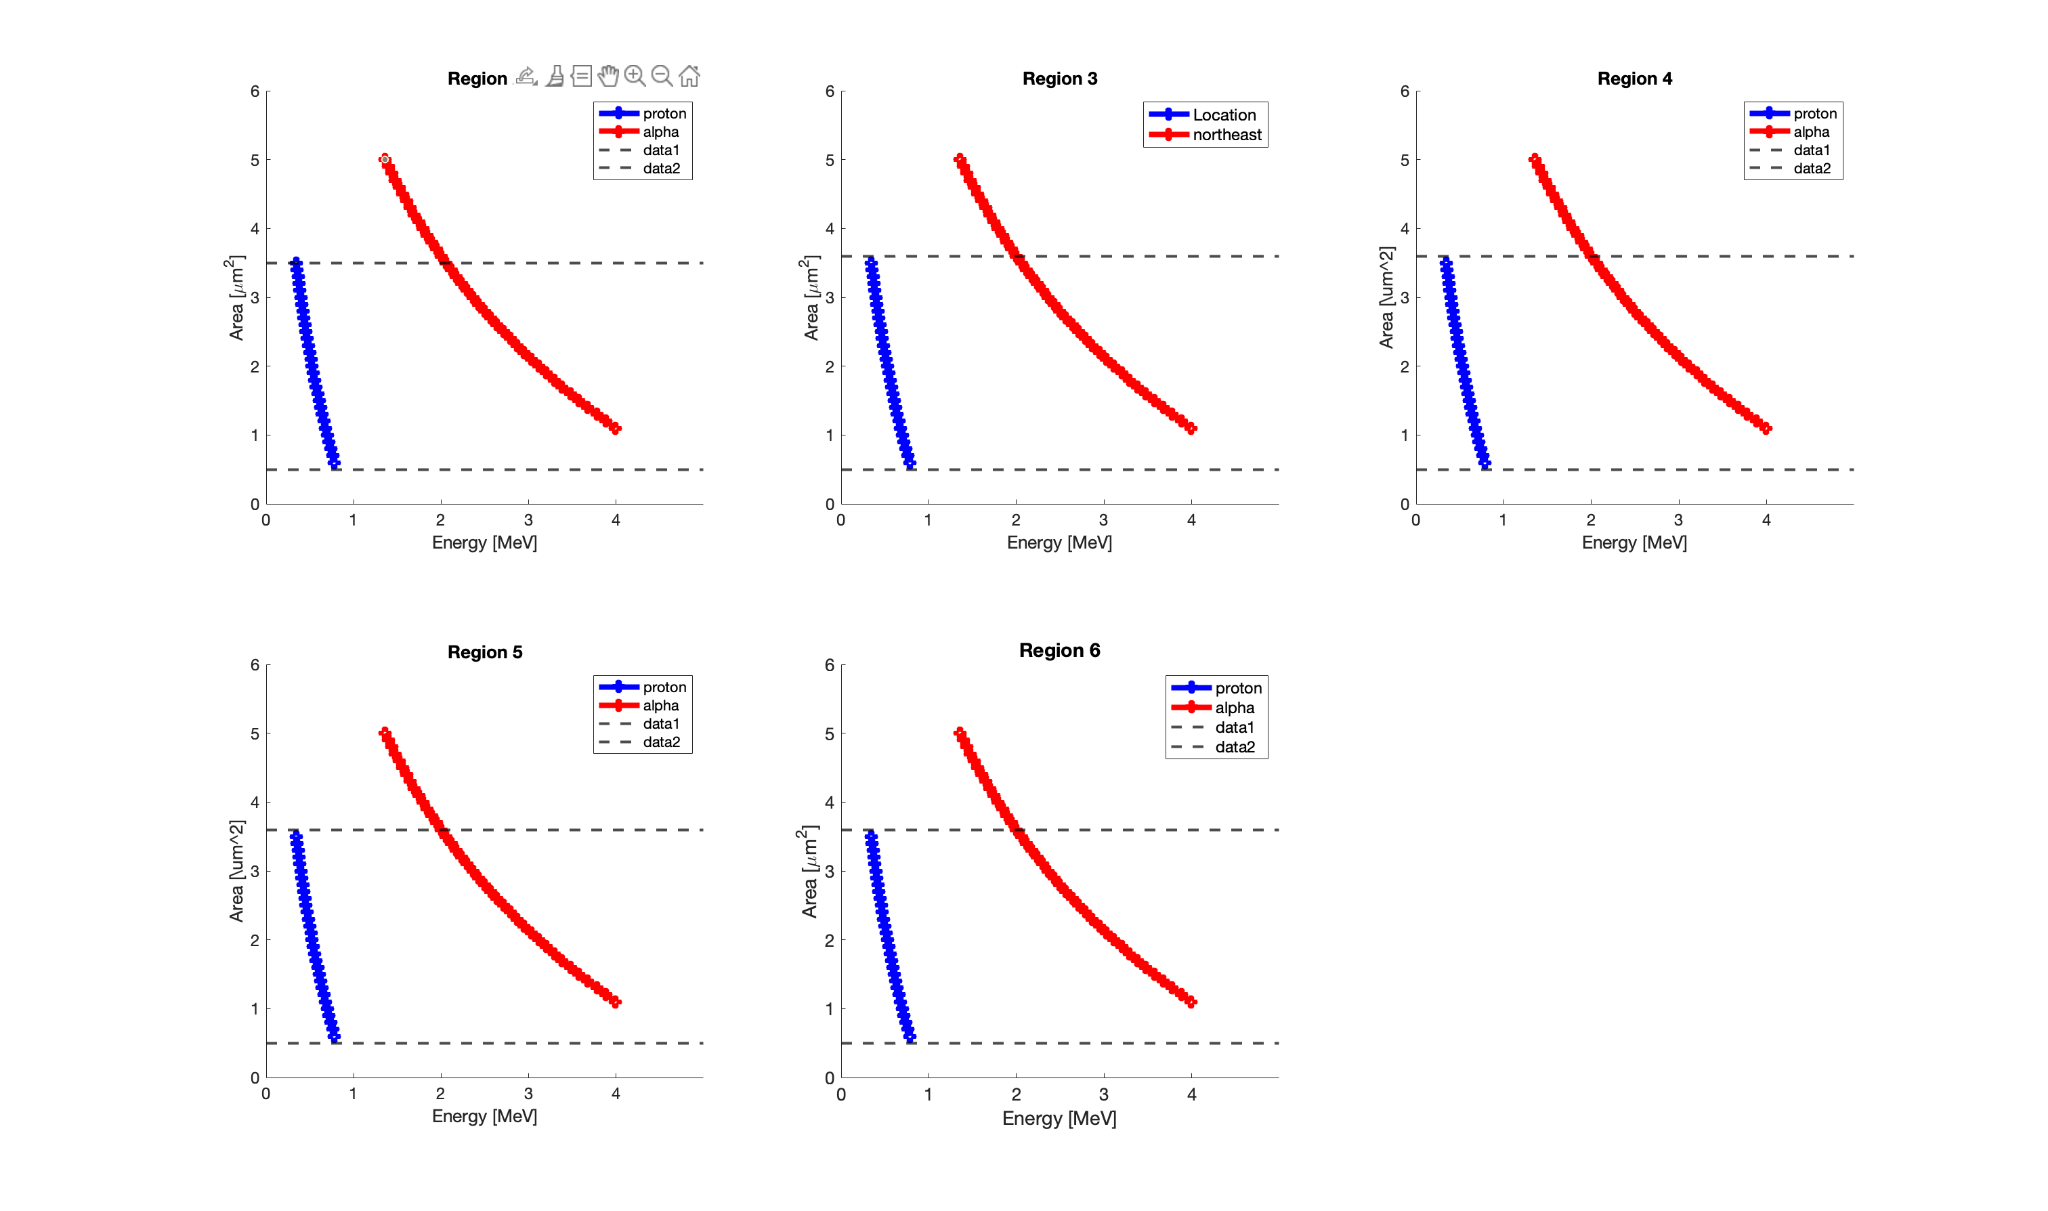 Region
6
5
4
3
2
1
0
0 1 2 3 4
Area [μm²]
Energy [MeV]
proton
alpha
data1
data2
Region 3
6
5
4
3
2
1
0
0 1 2 3 4
Area [μm²]
Energy [MeV]
Location
northeast
Region 4
6
5
4
3
2
1
0
0 1 2 3 4
Area [\um^2]
Energy [MeV]
proton
alpha
data1
data2
Region 5
6
5
4
3
2
1
0
0 1 2 3 4
Area [\um^2]
Energy [MeV]
proton
alpha
data1
data2
Region 6
6
5
4
3
2
1
0
0 1 2 3 4
Area [μm²]
Energy [MeV]
proton
alpha
data1
data2